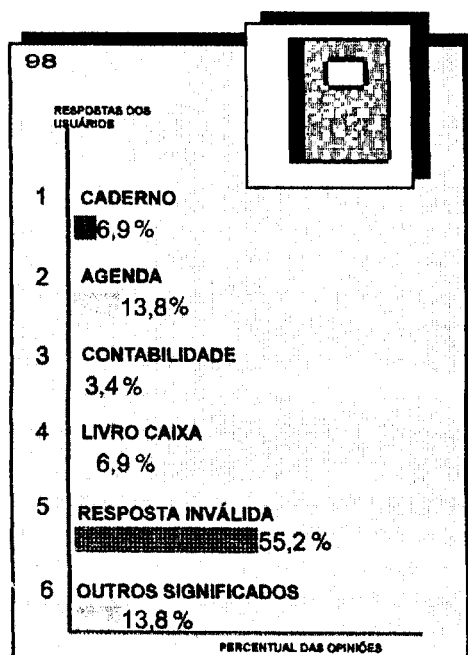 98
RESPOSTAS DOS
USUÁRIOS
1 CADERNO
6,9%
2 AGENDA
13,8%
3 CONTABILIDADE
3,4%
4 LIVRO CAIXA
6,9%
5 RESPOSTA INVÁLIDA
55,2%
6 OUTROS SIGNIFICADOS
13,8%
PERCENTUAL DAS OPINIÕES